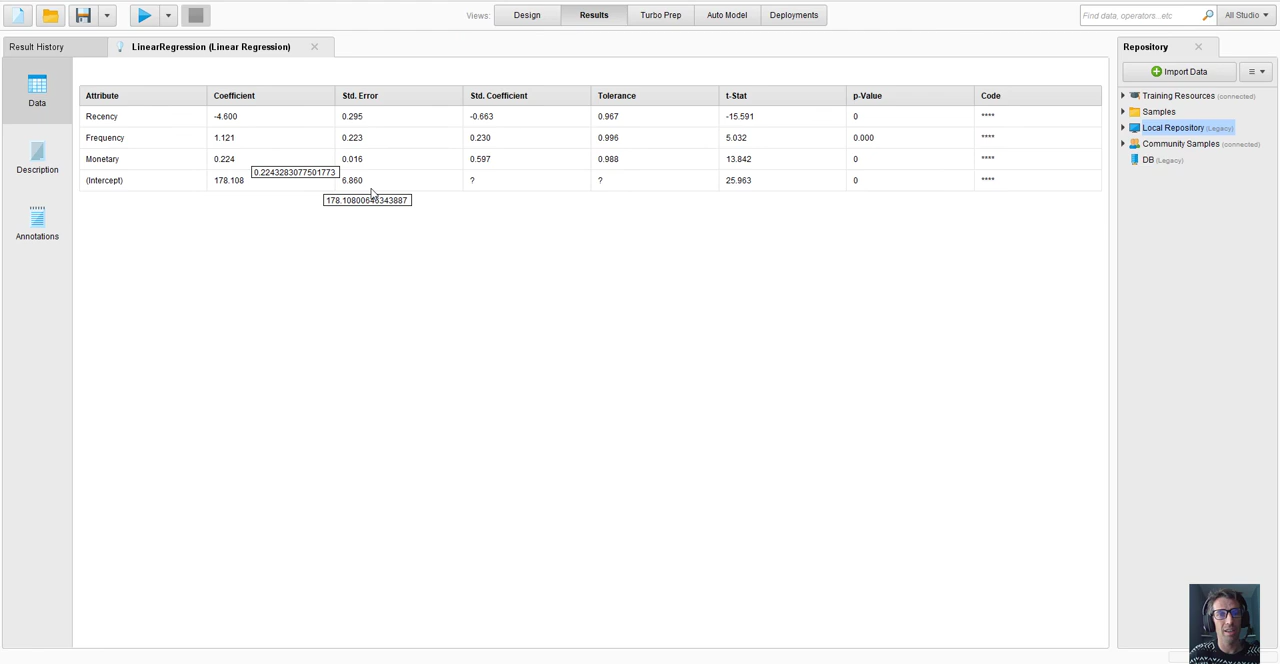 Views: Design Results Turbo Prep Auto Model Deployments Find data, operators...etc All Studio
Result History LinearRegression (Linear Regression) Repository
Import Data
Data
Description
Annotations
Attribute Coefficient Std. Error Std. Coefficient Tolerance t-Stat p-Value Code
Recency -4.600 0.295 -0.663 0.967 -15.591 0 ****
Frequency 1.121 0.223 0.230 0.996 5.032 0.000 ****
Monetary 0.224 0.016 0.597 0.988 13.842 0 ****
0.2243283077501773
(Intercept) 178.108 6.860 ? ? 25.963 0 ****
178.10800646343887
Training Resources (connected)
Samples
Local Repository (Legacy)
Community Samples (connected)
DB (Legacy)